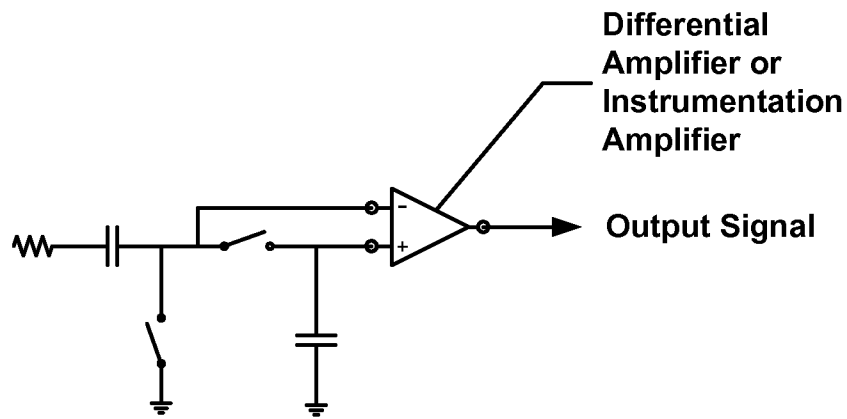 Differential
Amplifier or
Instrumentation
Amplifier
-
+
Output Signal